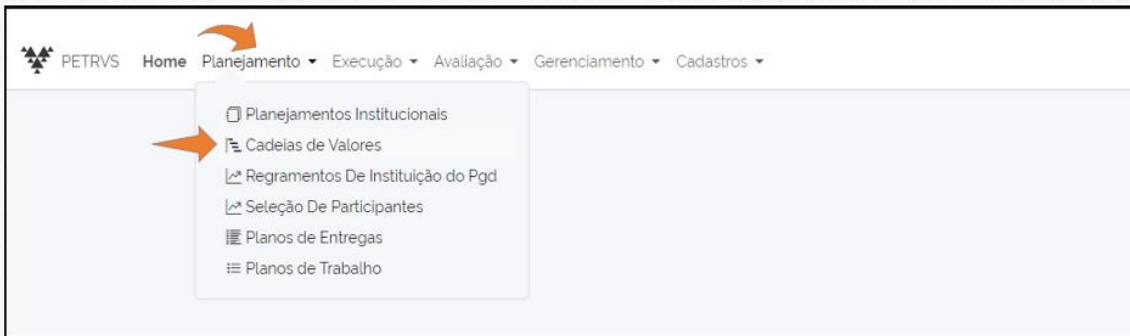 PETRVS Home Planejamento Execução Avaliação Gerenciamento Cadastros
Planejamentos Institucionais
Cadeias de Valores
Regramentos De Instituição do Pgd
Seleção De Participantes
Planos de Entregas
Planos de Trabalho